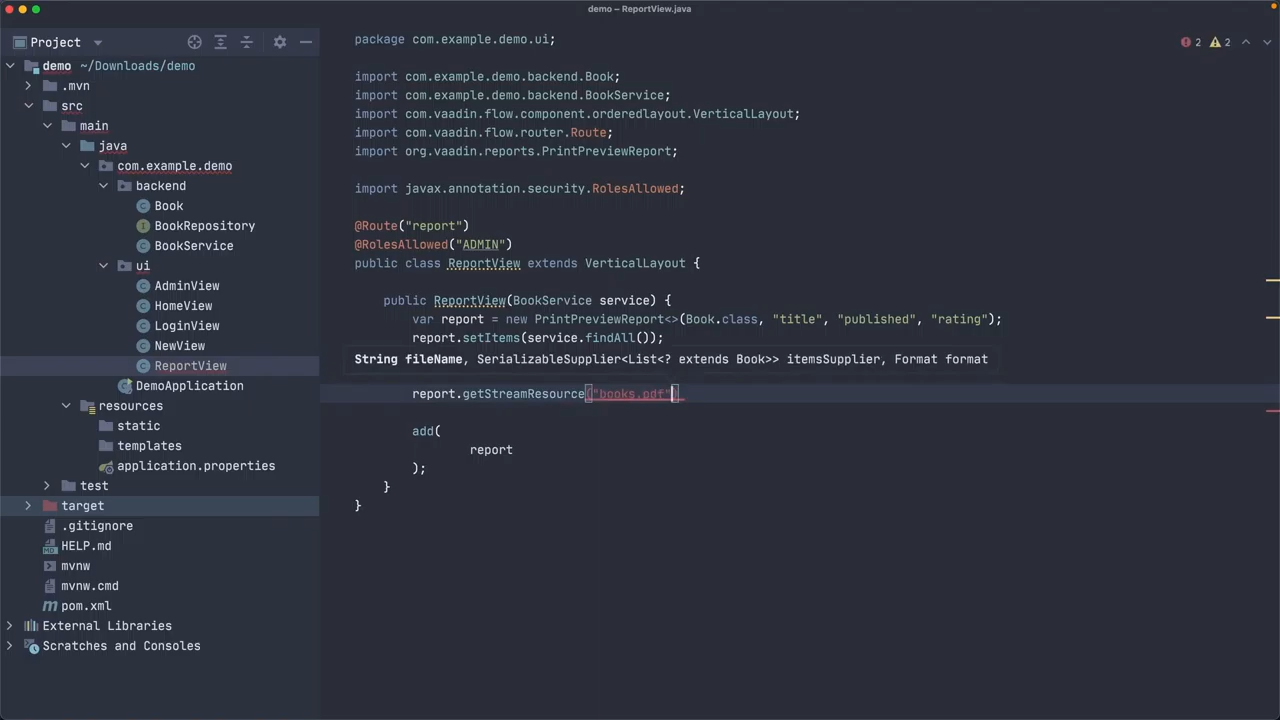 demo – ReportView.java
Project
demo ~/Downloads/demo
.mvn
src
main
java
com.example.demo
backend
Book
BookRepository
BookService
ui
AdminView
HomeView
LoginView
NewView
ReportView
DemoApplication
resources
static
templates
application.properties
test
target
.gitignore
HELP.md
mvnw
mvnw.cmd
pom.xml
External Libraries
Scratches and Consoles
2 2
package com.example.demo.ui;
import com.example.demo.backend.Book;
import com.example.demo.backend.BookService;
import com.vaadin.flow.component.orderedlayout.VerticalLayout;
import com.vaadin.flow.router.Route;
import org.vaadin.reports.PrintPreviewReport;
import javax.annotation.security.RolesAllowed;
@Route("report")
@RolesAllowed("ADMIN")
public class ReportView extends VerticalLayout {
public ReportView(BookService service) {
var report = new PrintPreviewReport<>(Book.class, "title", "published", "rating");
report.setItems(service.findAll());
String fileName, SerializableSupplier<List<? extends Book>> itemsSupplier, Format format
report.getStreamResource("books.pdf")
add(
report
);
}
}